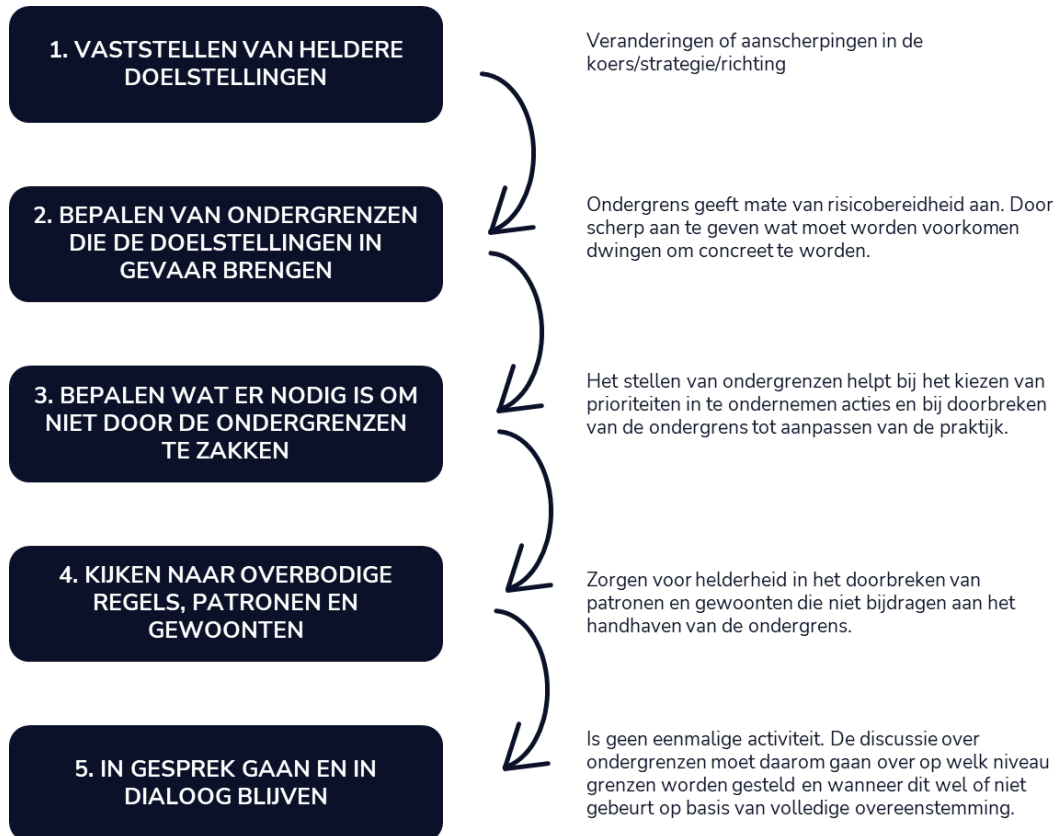 1. VASTSTELLEN VAN HELDERE
DOELSTELLINGEN
Veranderingen of aanscherpingen in de
koers/strategie/richting
2. BEPALEN VAN ONDERGRENZEN
DIE DE DOELSTELLINGEN IN
GEVAAR BRENGEN
Ondergrens geeft mate van risicobereidheid aan. Door
scherp aan te geven wat moet worden voorkomen
dwingen om concreet te worden.
3. BEPALEN WAT ER NODIG IS OM
NIET DOOR DE ONDERGRENZEN
TE ZAKKEN
Het stellen van ondergrenzen helpt bij het kiezen van
prioriteiten in te ondernemen acties en bij doorbreken
van de ondergrens tot aanpassen van de praktijk.
4. KIJKEN NAAR OVERBODIGE
REGELS, PATRONEN EN
GEWOONTEN
Zorgen voor helderheid in het doorbreken van
patronen en gewoonten die niet bijdragen aan het
handhaven van de ondergrens.
5. IN GESPREK GAAN EN IN
DIALOOG BLIJVEN
Is geen eenmalige activiteit. De discussie over
ondergrenzen moet daarom gaan over op welk niveau
grenzen worden gesteld en wanneer dit wel of niet
gebeurt op basis van volledige overeenstemming.